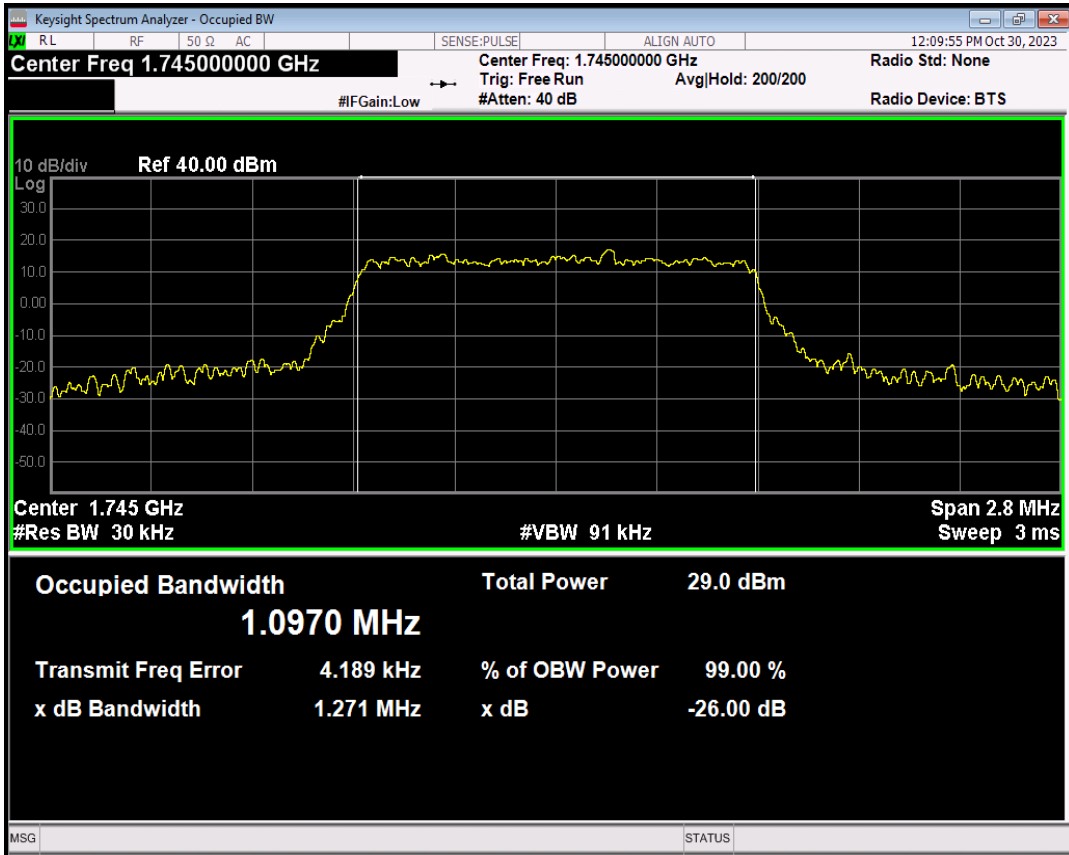 Keysight Spectrum Analyzer - Occupied BW
LXI RL RF 50 Ω AC SENSE:PULSE ALIGN AUTO 12:09:55 PM Oct 30, 2023
Center Freq 1.745000000 GHz
Center Freq: 1.745000000 GHz Radio Std: None
Trig: Free Run Avg|Hold: 200/200
#IFGain:Low #Atten: 40 dB Radio Device: BTS
10 dB/div Ref 40.00 dBm
Log
30.0
20.0
10.0
0.00
-10.0
-20.0
-30.0
-40.0
-50.0
Center 1.745 GHz Span 2.8 MHz
#Res BW 30 kHz #VBW 91 kHz Sweep 3 ms
Occupied Bandwidth Total Power 29.0 dBm
1.0970 MHz
Transmit Freq Error 4.189 kHz % of OBW Power 99.00 %
x dB Bandwidth 1.271 MHz x dB -26.00 dB
MSG STATUS